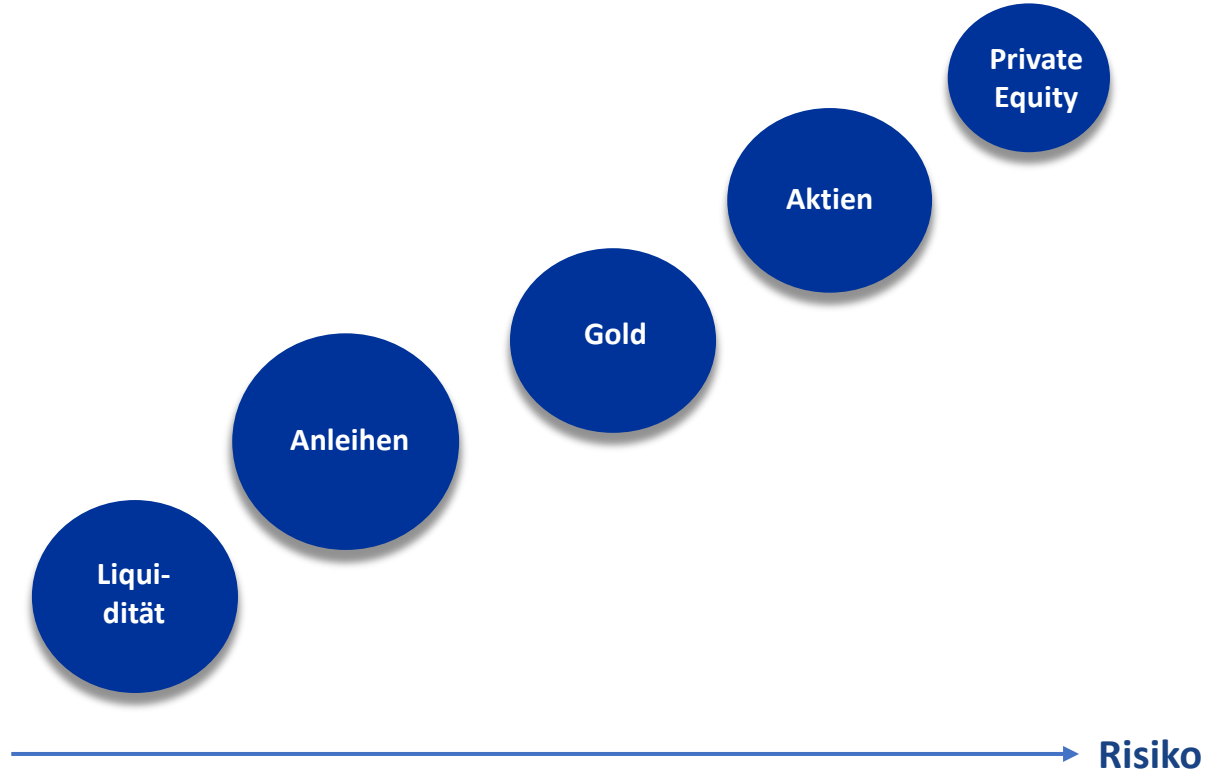 Private
Equity
Aktien
Gold
Anleihen
Liqui-
dität
Risiko